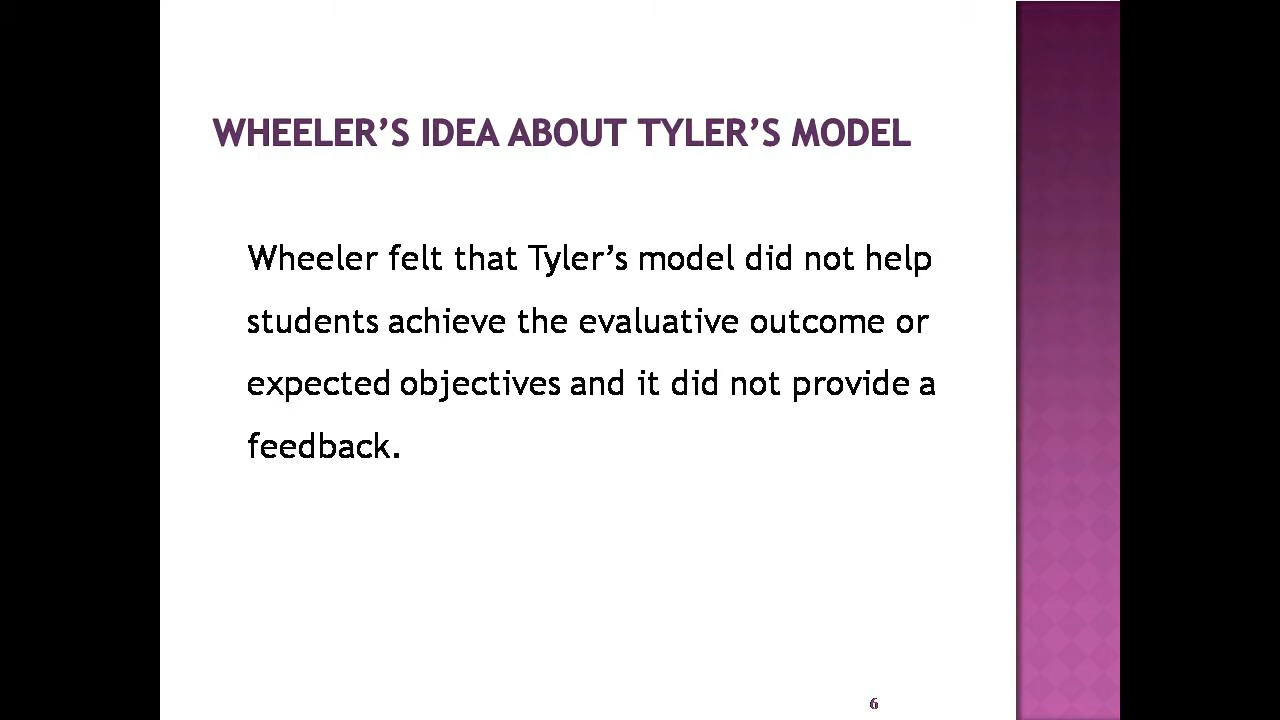 WHEELER’S IDEA ABOUT TYLER’S MODEL
Wheeler felt that Tyler’s model did not help
students achieve the evaluative outcome or
expected objectives and it did not provide a
feedback.
6